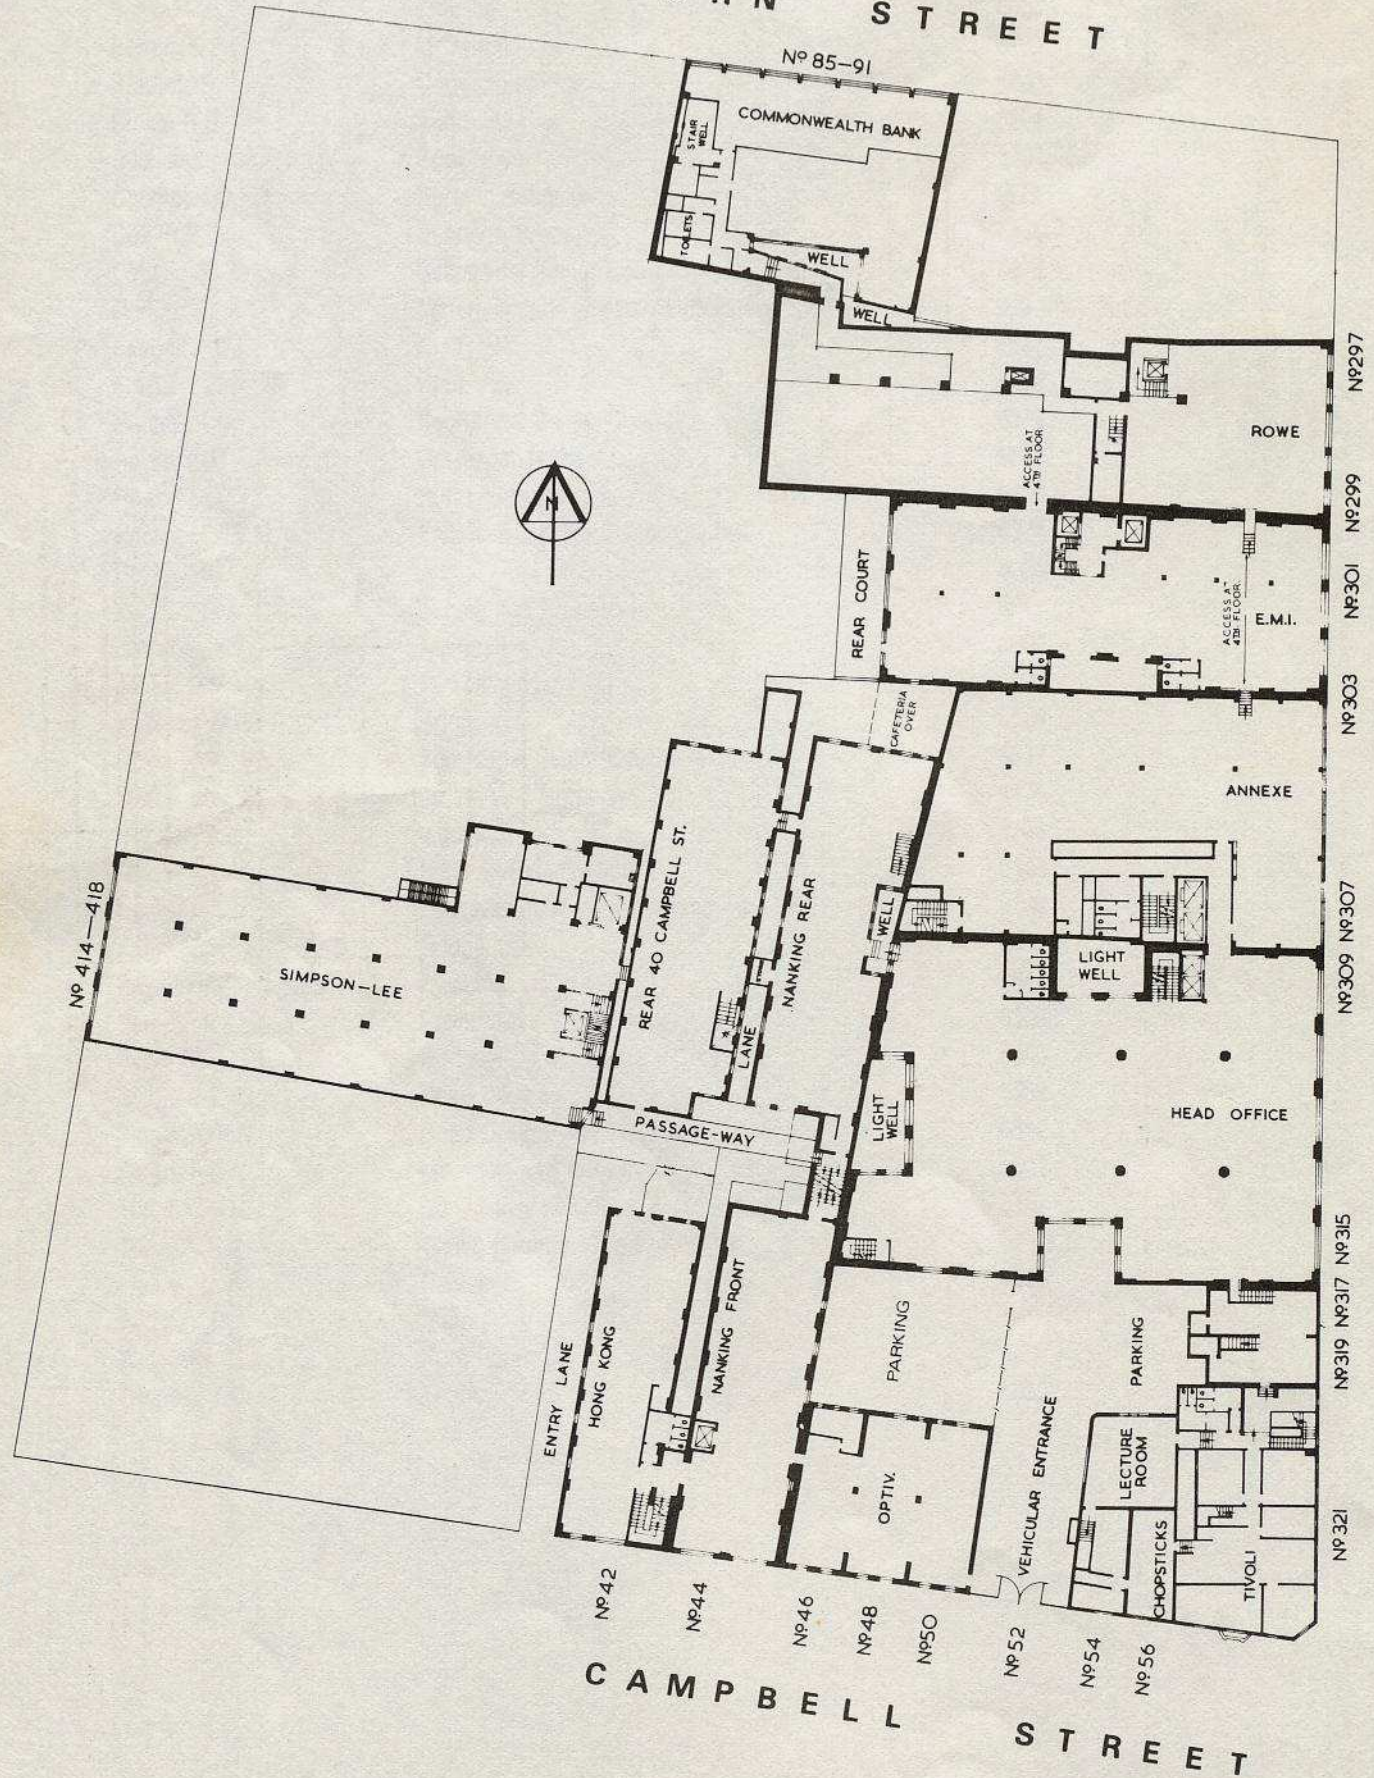 STREET
Nº 85–91
COMMONWEALTH BANK
STAIR
WELL
TOILETS
WELL
WELL
Nº297
ROWE
ACCESS AT
4TH FLOOR
Nº299
N
REAR COURT
Nº301
ACCESS AT
4TH FLOOR
E.M.I.
Nº303
CAFETERIA
OVER
ANNEXE
REAR 40 CAMPBELL ST.
NANKING REAR
WELL
Nº307
Nº 414–418
SIMPSON–LEE
LIGHT
WELL
Nº309
LANE
LIGHT
WELL
HEAD OFFICE
PASSAGE-WAY
Nº315
Nº317
NANKING FRONT
PARKING
PARKING
Nº319
HONG KONG
ENTRY LANE
VEHICULAR ENTRANCE
LECTURE
ROOM
OPTIV.
Nº321
CHOPSTICKS
TIVOLI
Nº42
Nº44
Nº46
Nº48
Nº50
Nº52
Nº54
Nº56
CAMPBELL STREET